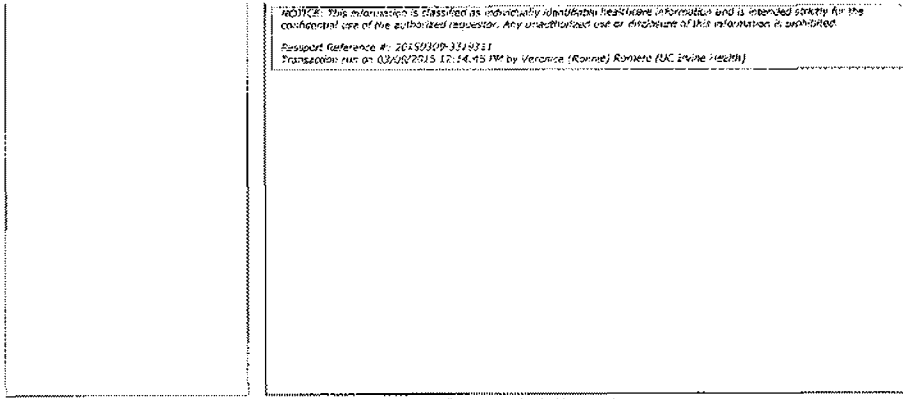 NOTICE: This information is classified as individually identifiable healthcare information and is intended strictly for the
confidential use of the authorized requestor. Any unauthorized use or disclosure of this information is prohibited.
Passport Reference #:
Transaction run on 03/09/2015 12:14:45 PM by Veronica (Ronnie) Romero (UC Irvine Health)